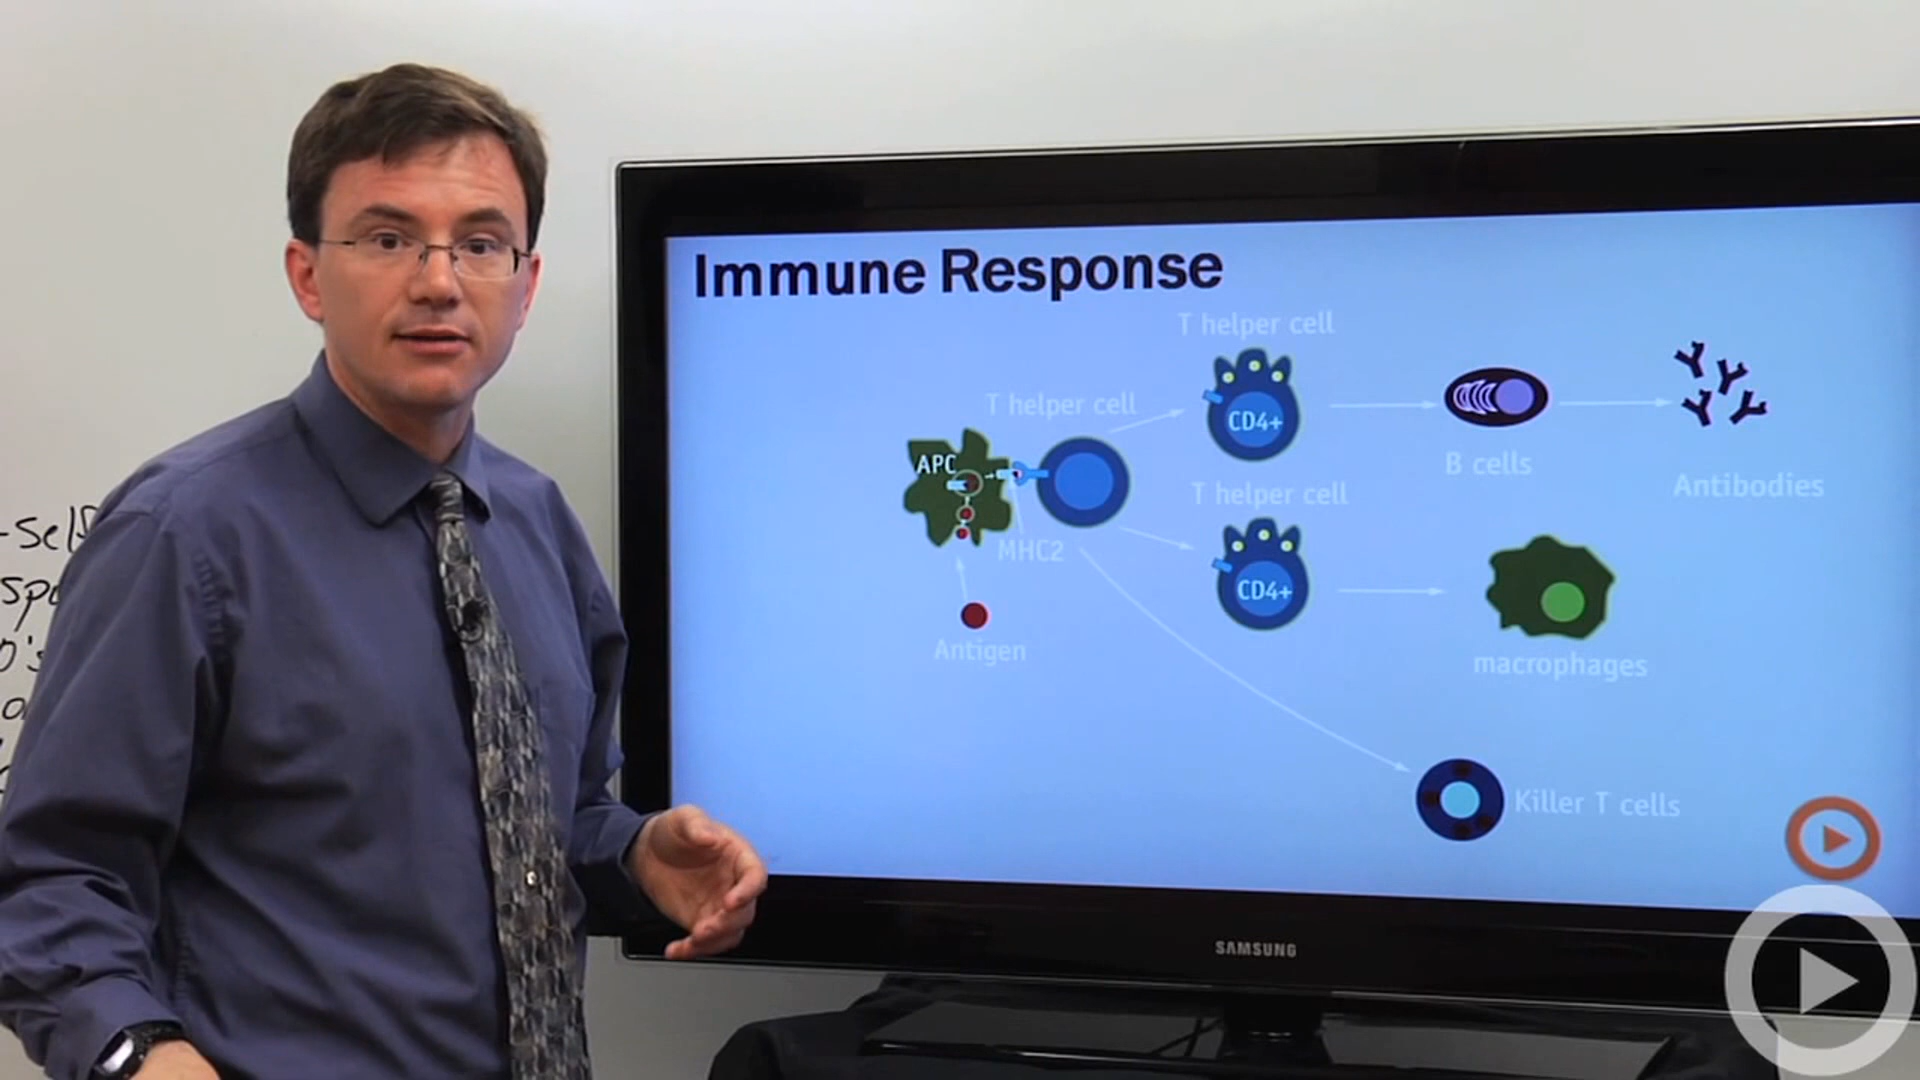 Immune Response
T helper cell
T helper cell
CD4+
APC
B cells
Antibodies
T helper cell
MHC2
CD4+
Antigen
macrophages
Killer T cells
SAMSUNG